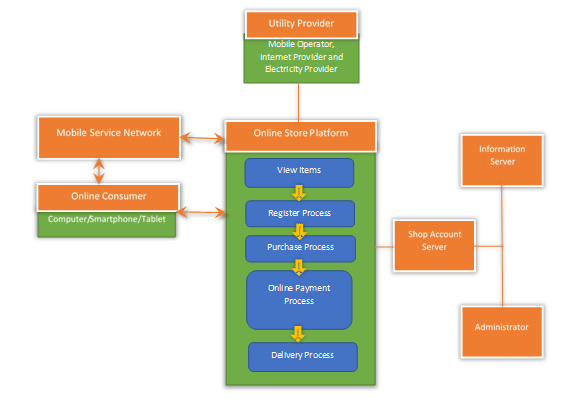 Utility Provider
Mobile Operator,
Internet Provider and
Electricity Provider
Mobile Service Network
Online Store Platform
Information
Server
View Items
Online Consumer
Computer/Smartphone/Tablet
Register Process
Shop Account
Server
Purchase Process
Online Payment
Process
Administrator
Delivery Process